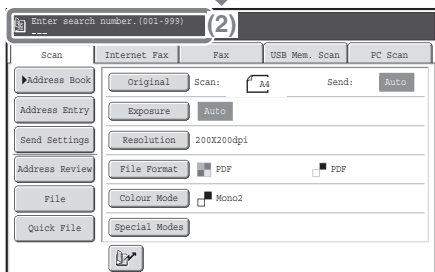 Enter search number.(001-999)
---
(2)
Scan Internet Fax Fax USB Mem. Scan PC Scan
Address Book Original Scan: A4 Send: Auto
Address Entry Exposure Auto
Send Settings Resolution 200X200dpi
Address Review File Format PDF PDF
File Colour Mode Mono2
Quick File Special Modes